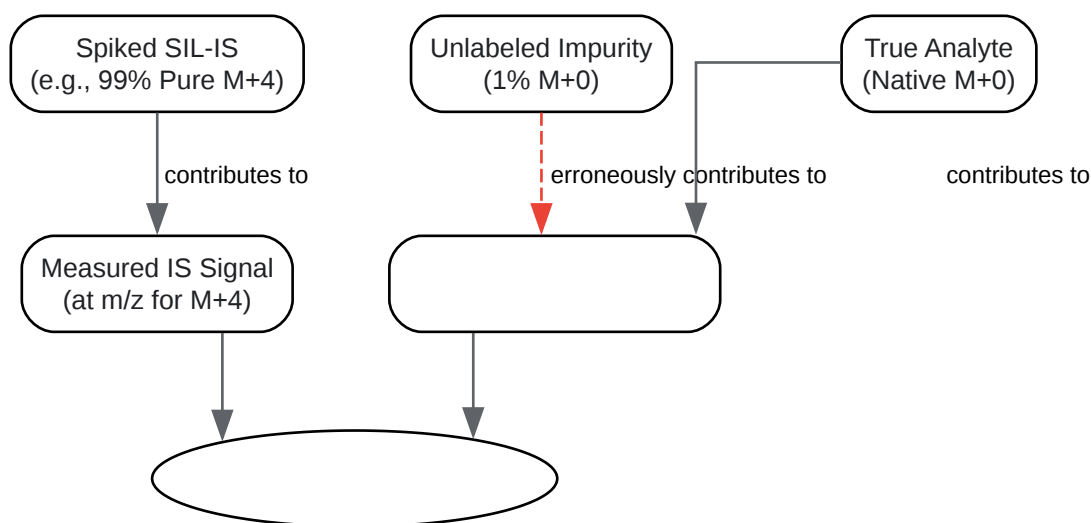 Spiked SIL-IS
(e.g., 99% Pure M+4)
Unlabeled Impurity
(1% M+0)
True Analyte
(Native M+0)
contributes to
erroneously contributes to
contributes to
Measured IS Signal
(at m/z for M+4)